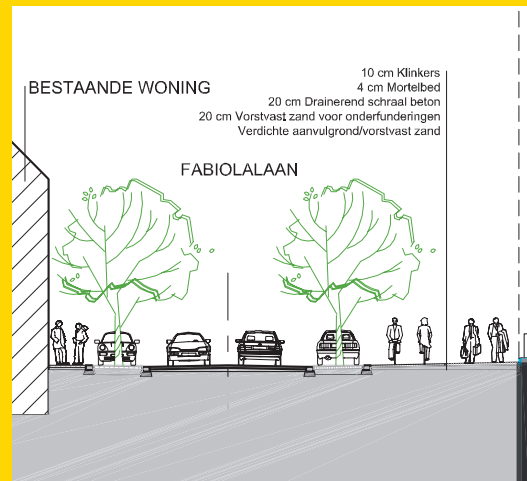 10 cm Klinkers
4 cm Mortelbed
20 cm Drainerend schraal beton
20 cm Vorstvast zand voor onderfunderingen
Verdichte aanvulgrond/vorstvast zand
BESTAANDE WONING
FABIOLALAAN